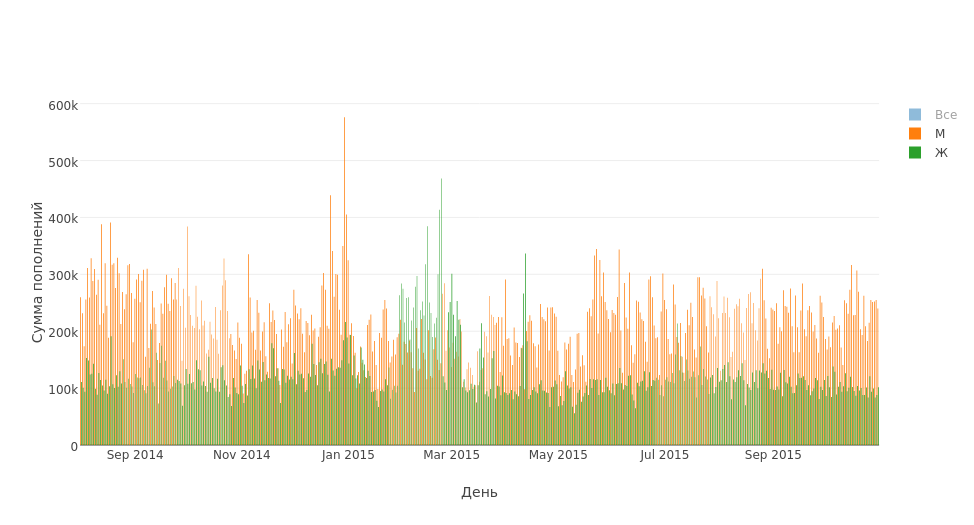 600k
500k
400k
300k
200k
100k
0
Сумма пополнений
Sep 2014
Nov 2014
Jan 2015
Mar 2015
May 2015
Jul 2015
Sep 2015
День
Все
М
Ж